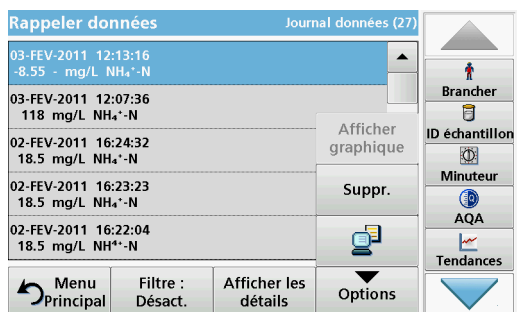 Rappeler données
Journal données (27)
03-FEV-2011 12:13:16
-8.55 - mg/L NH₄⁺-N
03-FEV-2011 12:07:36
118 mg/L NH₄⁺-N
02-FEV-2011 16:24:32
18.5 mg/L NH₄⁺-N
02-FEV-2011 16:23:23
18.5 mg/L NH₄⁺-N
02-FEV-2011 16:22:04
18.5 mg/L NH⁴⁺-N
Afficher
graphique
Suppr.
Menu
Principal
Filtre :
Désact.
Afficher les
détails
Options
Brancher
ID échantillon
Minuteur
AQA
Tendances